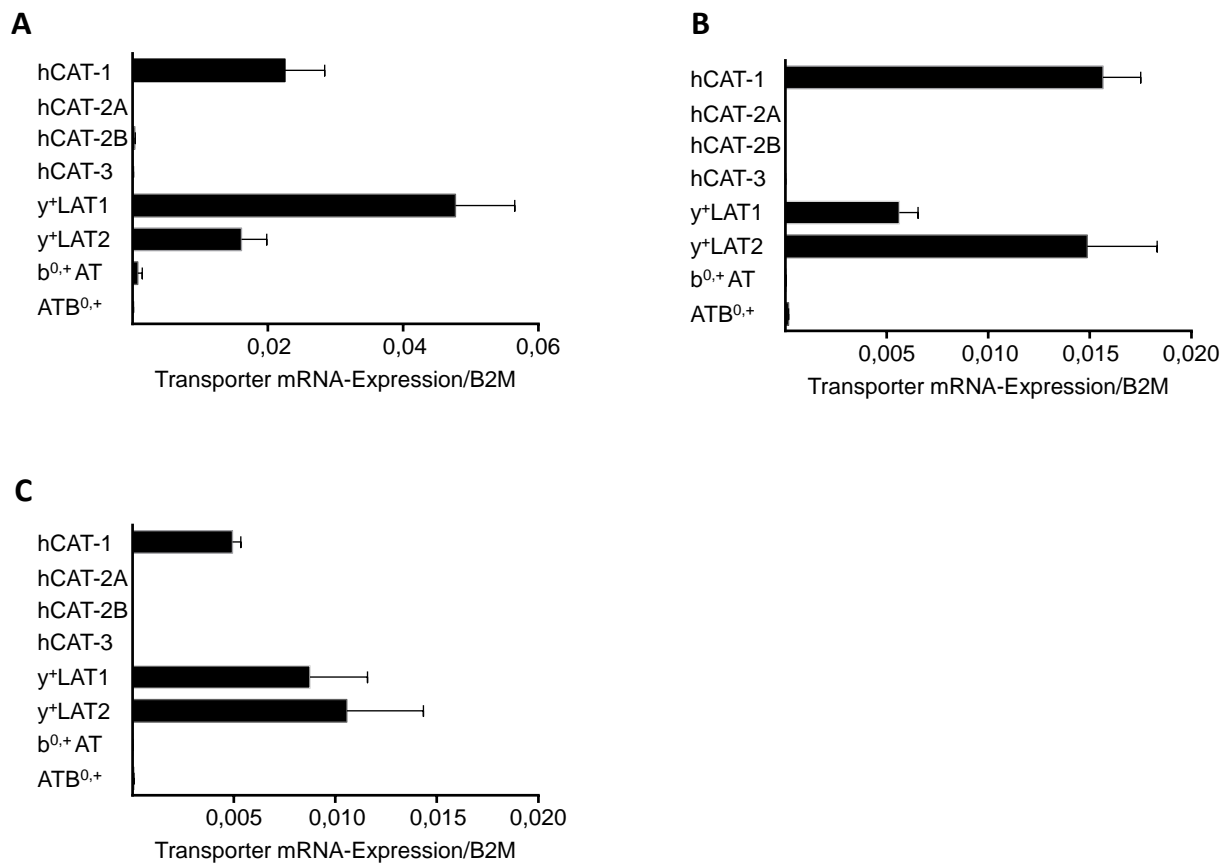 A
hCAT-1
hCAT-2A
hCAT-2B
hCAT-3
y⁺LAT1
y⁺LAT2
b⁰,⁺ AT
ATB⁰,⁺
0,02 0,04 0,06
Transporter mRNA-Expression/B2M
B
hCAT-1
hCAT-2A
hCAT-2B
hCAT-3
y⁺LAT1
y⁺LAT2
b⁰,⁺ AT
ATB⁰,⁺
0,005 0,010 0,015 0,020
Transporter mRNA-Expression/B2M
C
hCAT-1
hCAT-2A
hCAT-2B
hCAT-3
y⁺LAT1
y⁺LAT2
b⁰,⁺ AT
ATB⁰,⁺
0,005 0,010 0,015 0,020
Transporter mRNA-Expression/B2M